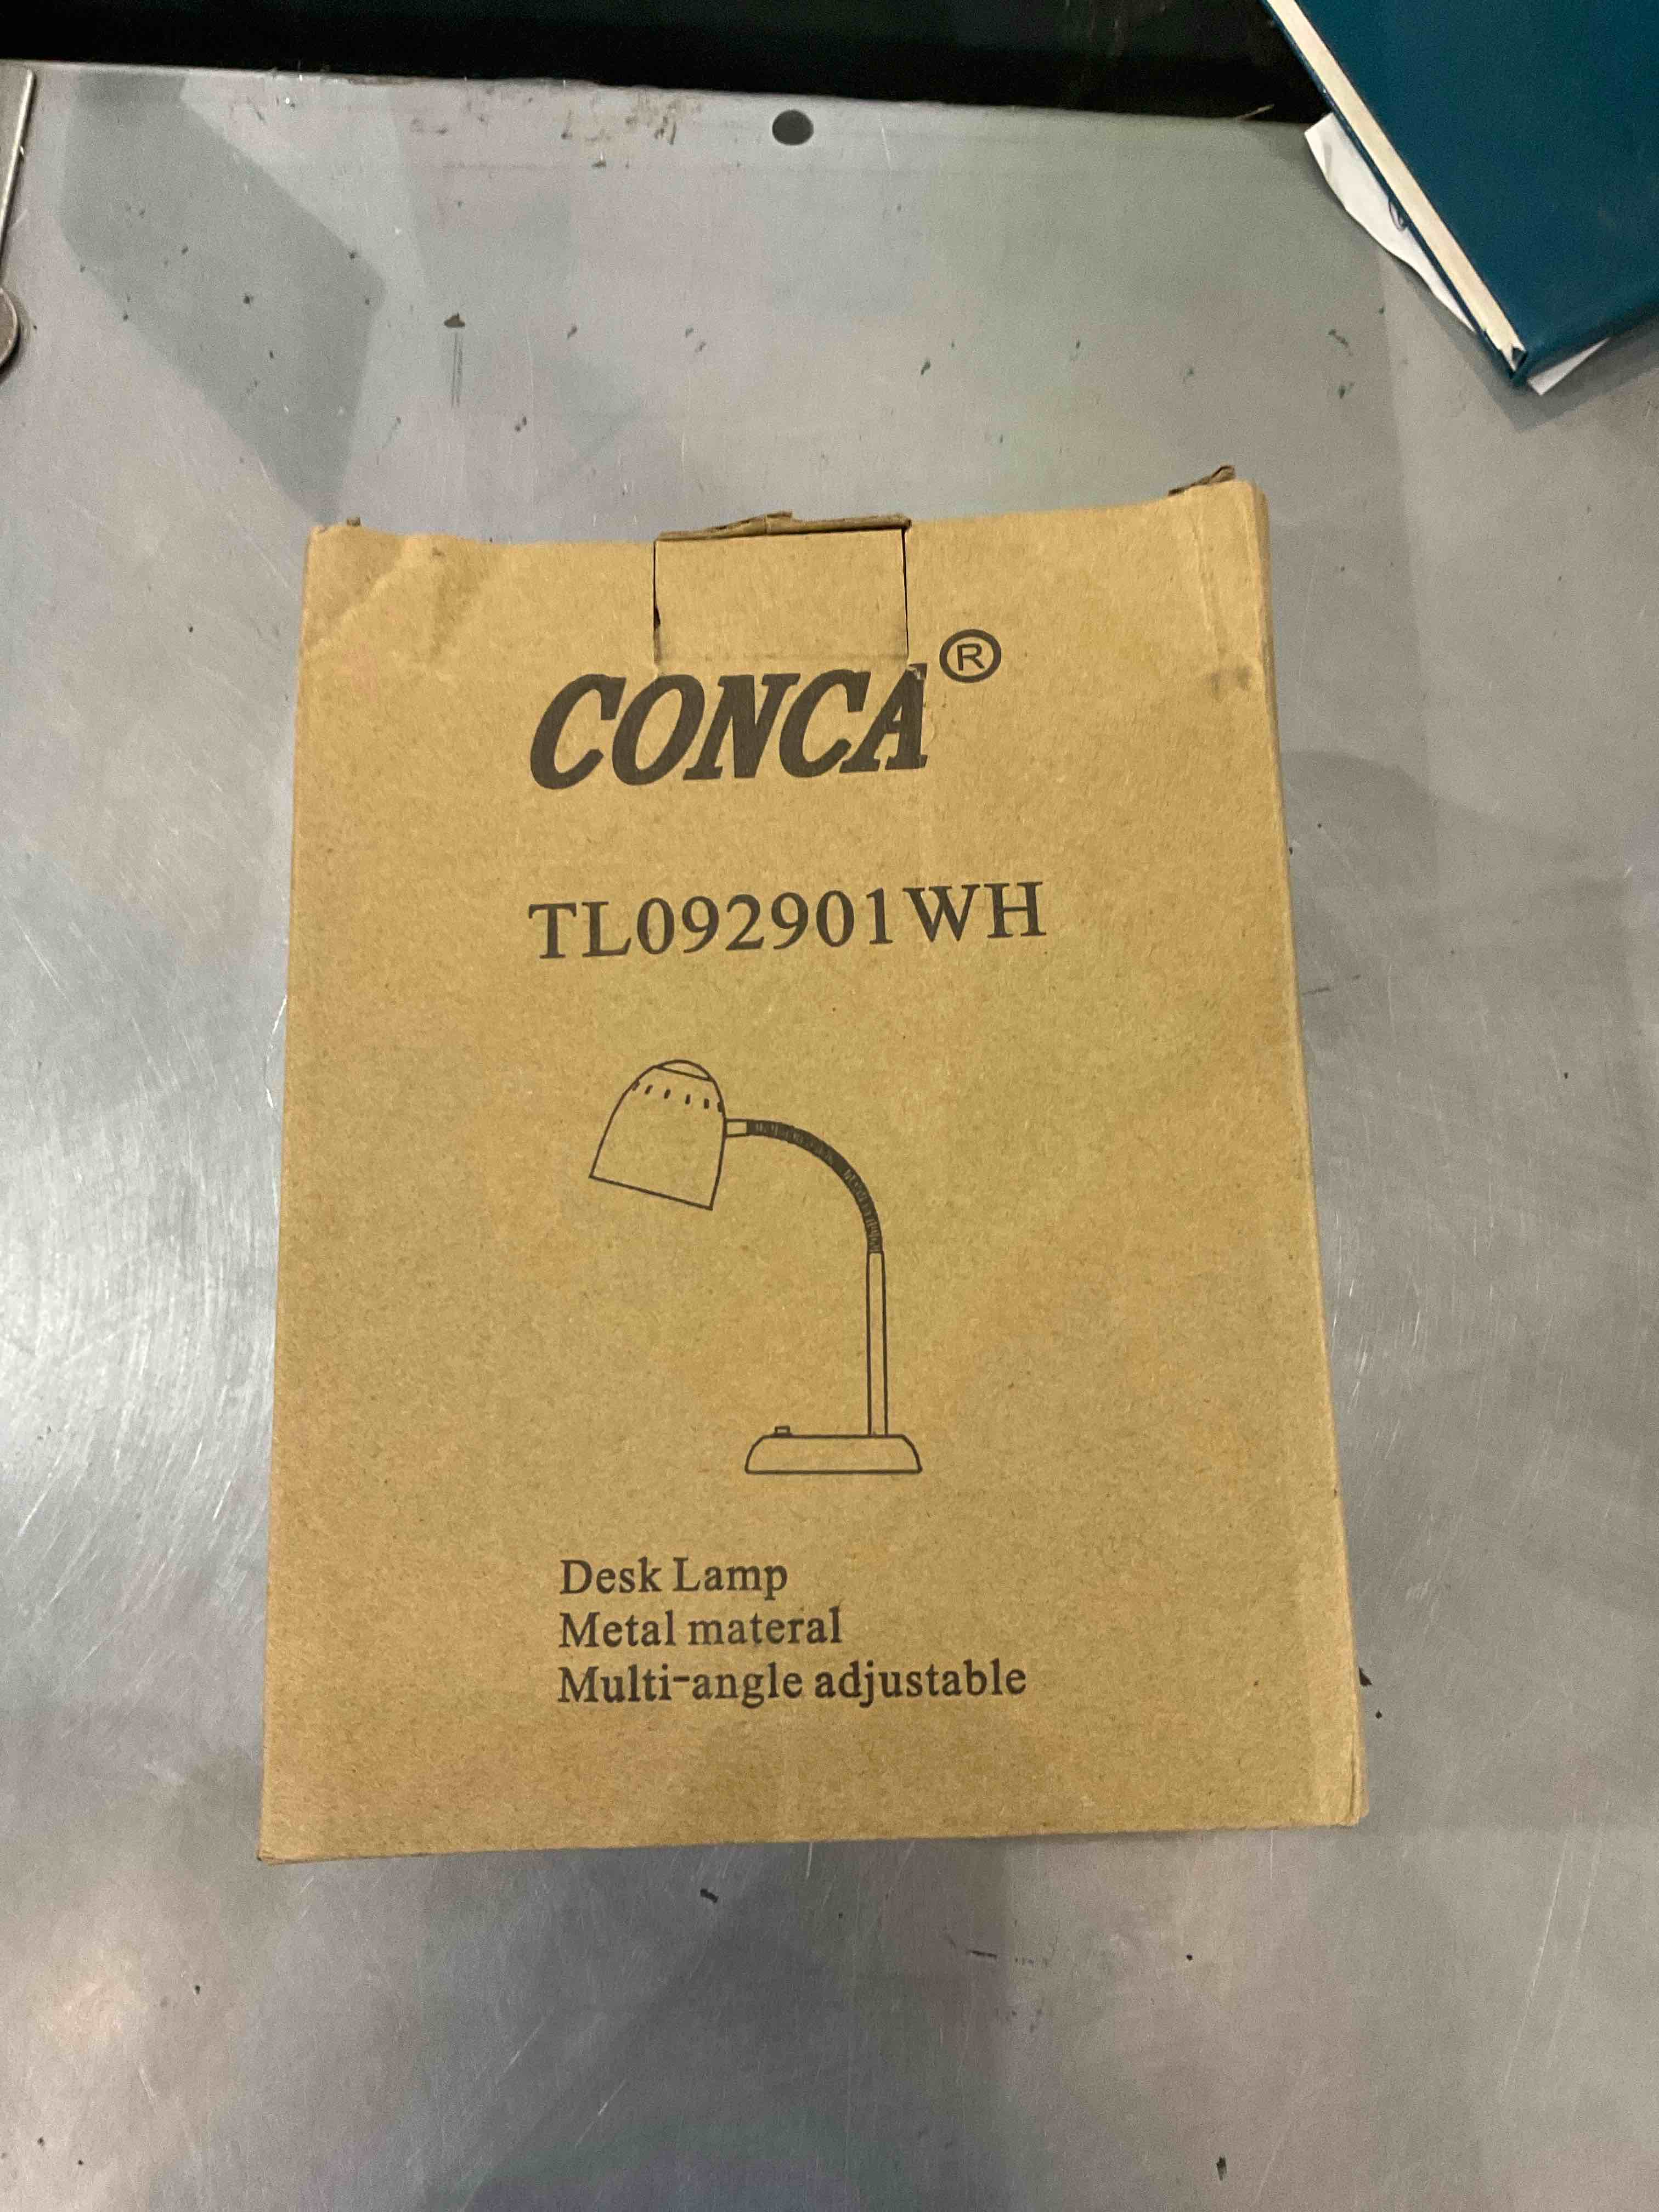 CONCA®
TL092901WH
Desk Lamp
Metal materal
Multi-angle adjustable